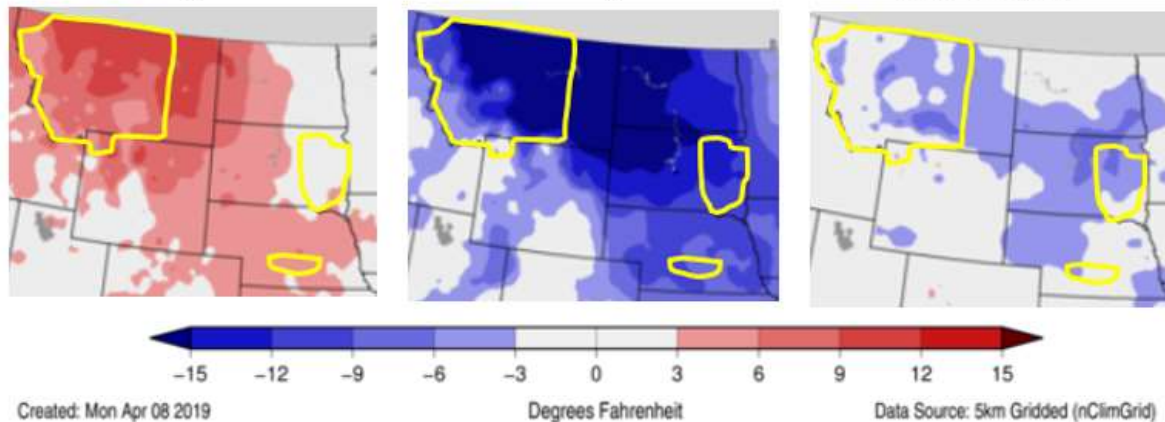 −15 −12 −9 −6 −3 0 3 6 9 12 15
Created: Mon Apr 08 2019 Degrees Fahrenheit Data Source: 5km Gridded (nClimGrid)